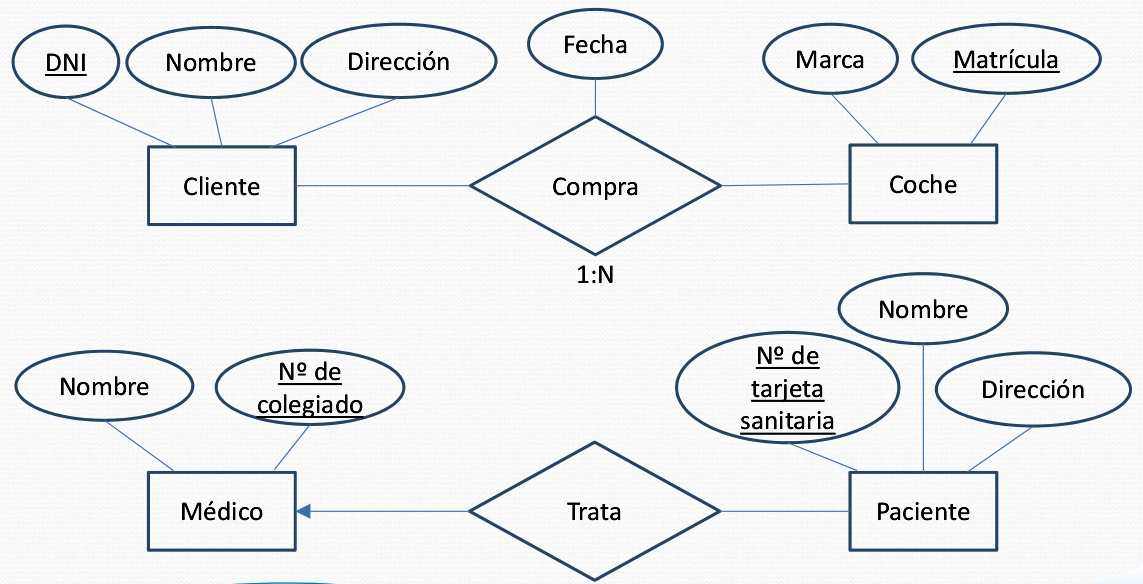 DNI
Nombre
Dirección
Fecha
Marca
Matrícula
Cliente
Compra
Coche
1:N
Nombre
Nº de
colegiado
Nº de
tarjeta
sanitaria
Nombre
Dirección
Médico
Trata
Paciente